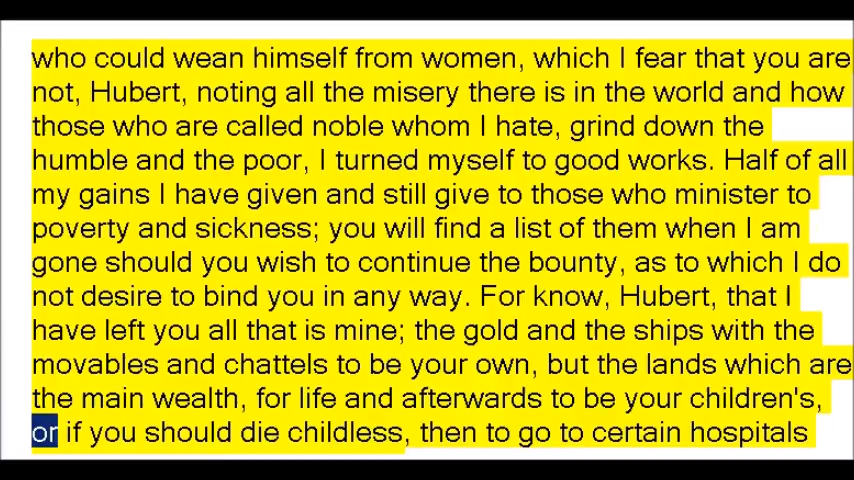 who could wean himself from women, which I fear that you are
not, Hubert, noting all the misery there is in the world and how
those who are called noble whom I hate, grind down the
humble and the poor, I turned myself to good works. Half of all
my gains I have given and still give to those who minister to
poverty and sickness; you will find a list of them when I am
gone should you wish to continue the bounty, as to which I do
not desire to bind you in any way. For know, Hubert, that I
have left you all that is mine; the gold and the ships with the
movables and chattels to be your own, but the lands which are
the main wealth, for life and afterwards to be your children's,
or if you should die childless, then to go to certain hospitals